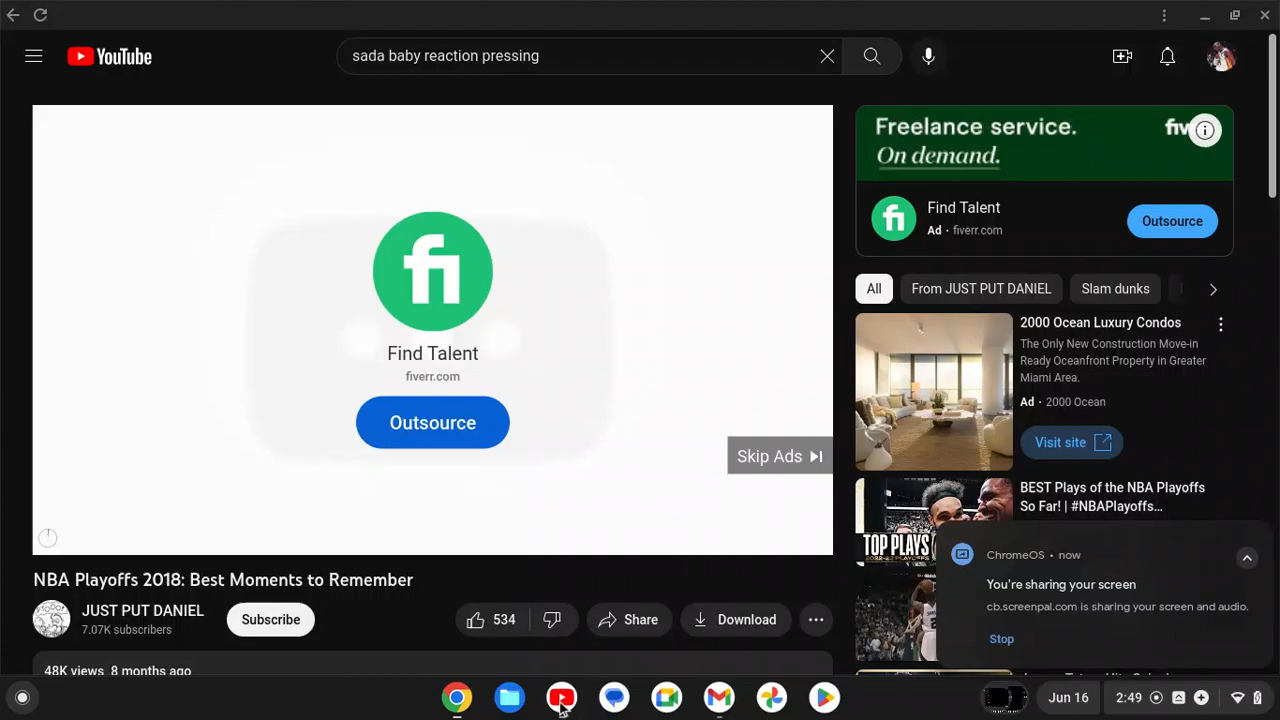 YouTube
sada baby reaction pressing
Find Talent
fiverr.com
Outsource
Skip Ads
NBA Playoffs 2018: Best Moments to Remember
JUST PUT DANIEL
7.07K subscribers
Subscribe
534
Share
Download
48K views 8 months ago
Freelance service.
On demand.
Find Talent
Ad · fiverr.com
Outsource
All
From JUST PUT DANIEL
Slam dunks
2000 Ocean Luxury Condos
The Only New Construction Move-in
Ready Oceanfront Property in Greater
Miami Area.
Ad · 2000 Ocean
Visit site
BEST Plays of the NBA Playoffs
So Far! | #NBAPlayoffs…
TOP PLAYS
ChromeOS • now
You're sharing your screen
cb.screenpal.com is sharing your screen and audio.
Stop
Jun 16
2:49